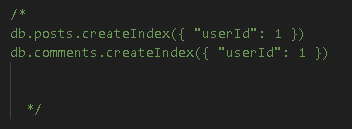 /*
db.posts.createIndex({ "userId": 1 })
db.comments.createIndex({ "userId": 1 })
*/